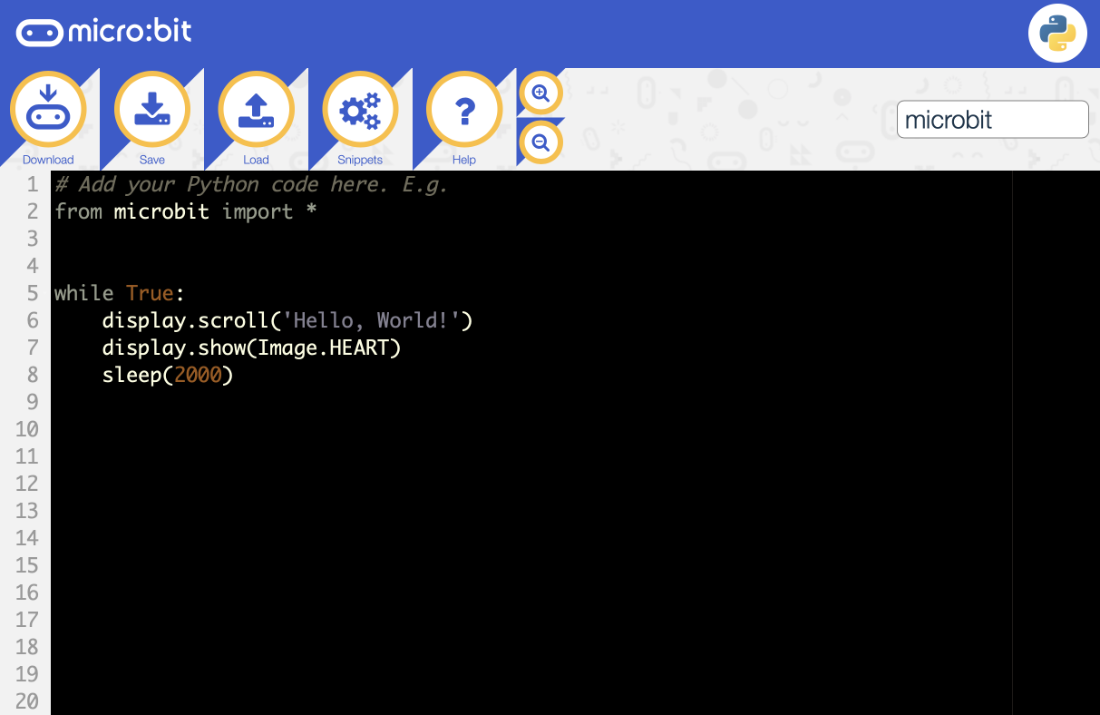 micro:bit
Download Save Load Snippets Help
microbit
1 # Add your Python code here. E.g.
2 from microbit import *
3
4
5 while True:
6     display.scroll('Hello, World!')
7     display.show(Image.HEART)
8     sleep(2000)
9
10
11
12
13
14
15
16
17
18
19
20